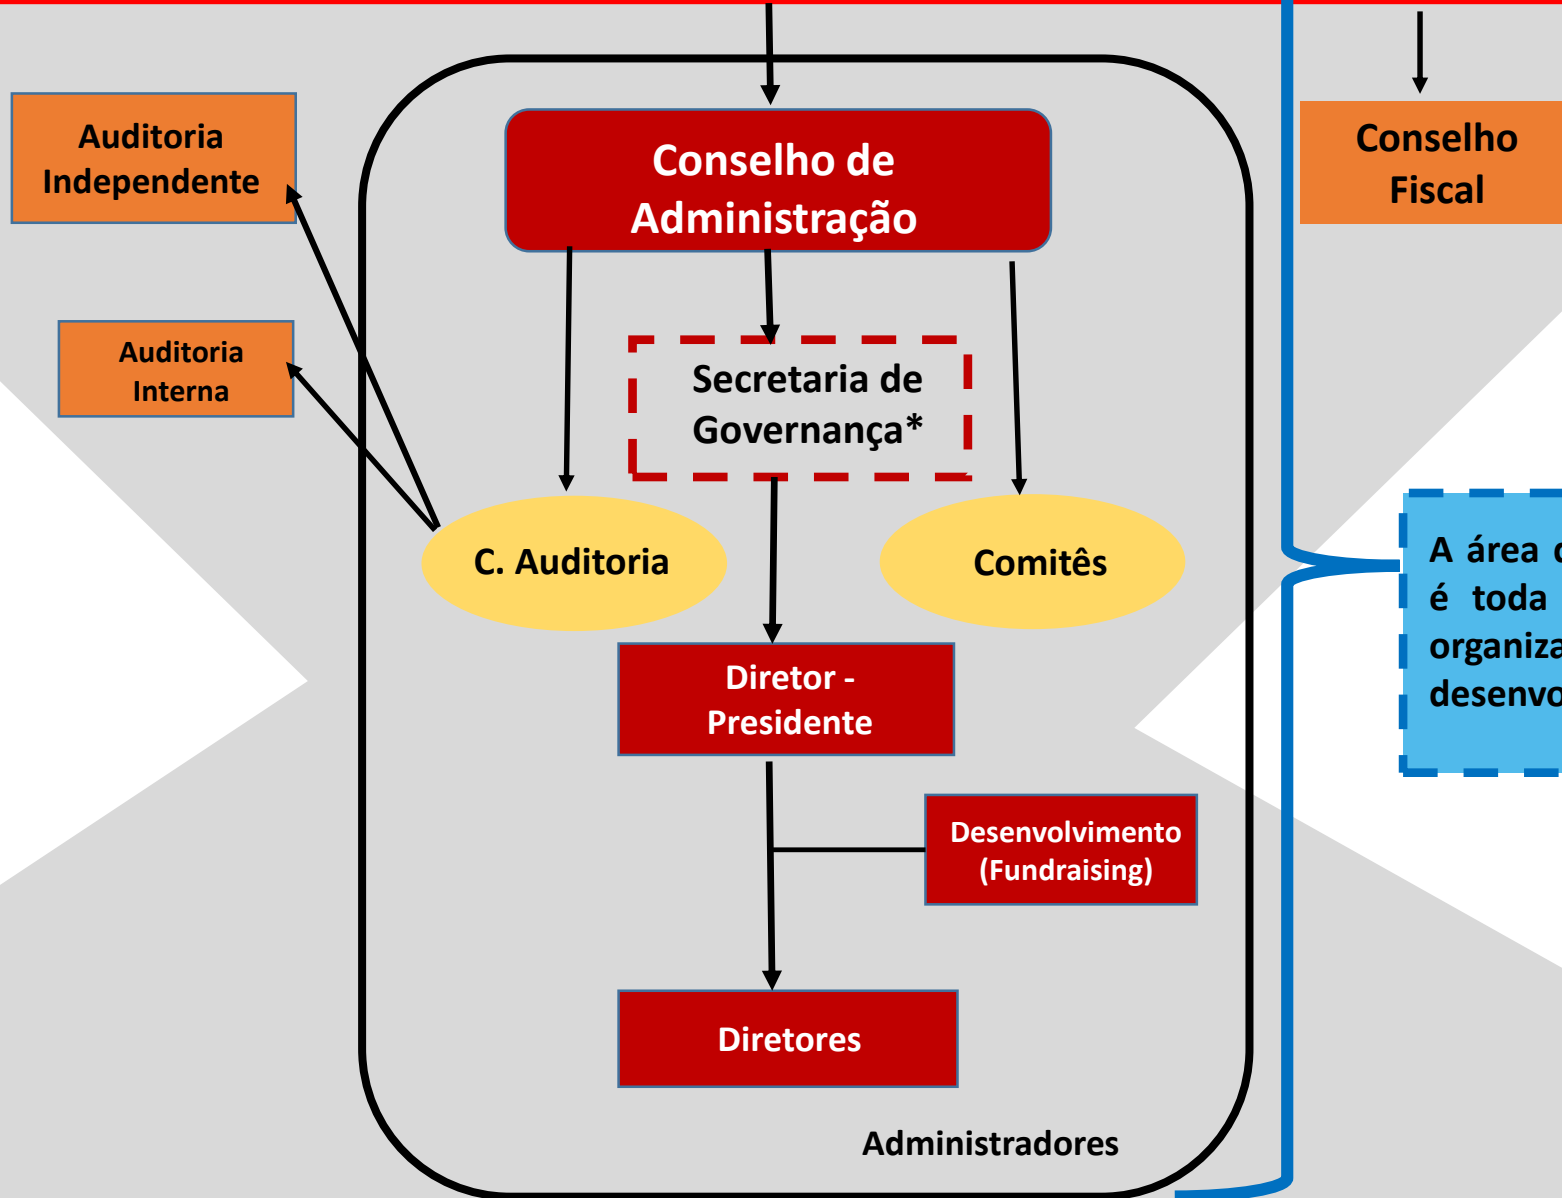 Auditoria
Independente
Conselho de
Administração
Conselho
Fiscal
Auditoria
Interna
Secretaria de
Governança*
C. Auditoria
Comitês
A área
é toda
Diretor -
Presidente
Desenvolvimento
(Fundraising)
Diretores
Administradores